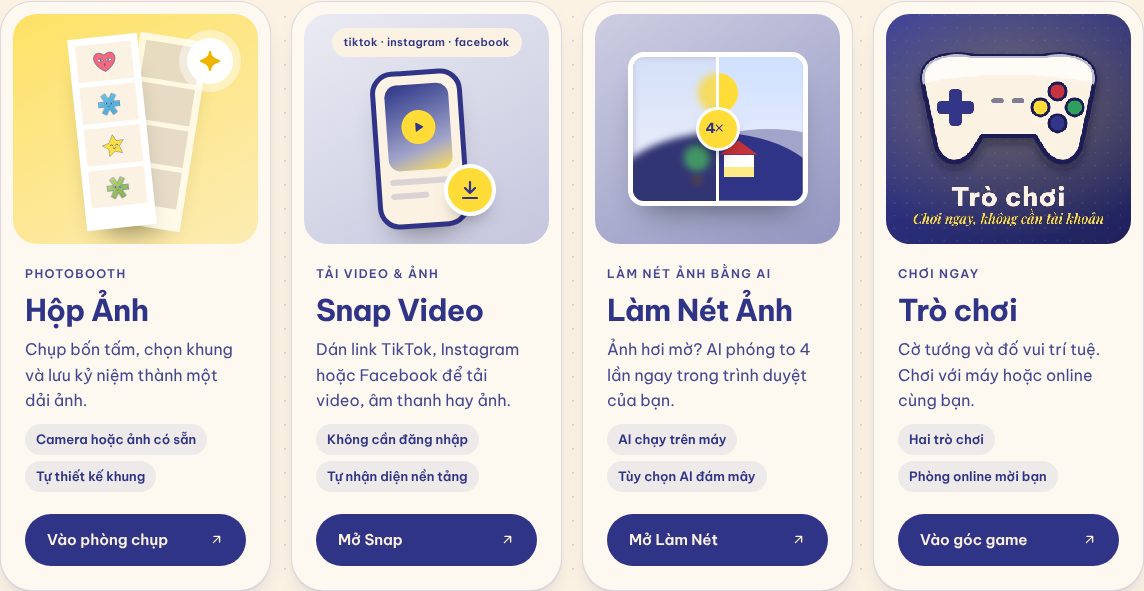 PHOTOBOOTH
Hộp Ảnh
Chụp bốn tấm, chọn khung
và lưu kỷ niệm thành một
dải ảnh.
Camera hoặc ảnh có sẵn
Tự thiết kế khung
Vào phòng chụp
tiktok · instagram · facebook
TẢI VIDEO & ẢNH
Snap Video
Dán link TikTok, Instagram
hoặc Facebook để tải
video, âm thanh hay ảnh.
Không cần đăng nhập
Tự nhận diện nền tảng
Mở Snap
4×
LÀM NÉT ẢNH BẰNG AI
Làm Nét Ảnh
Ảnh hơi mờ? AI phóng to 4
lần ngay trong trình duyệt
của bạn.
AI chạy trên máy
Tùy chọn AI đám mây
Mở Làm Nét
Trò chơi
Chơi ngay, không cần tài khoản
CHƠI NGAY
Trò chơi
Cờ tướng và đố vui trí tuệ.
Chơi với máy hoặc online
cùng bạn.
Hai trò chơi
Phòng online mời bạn
Vào góc game